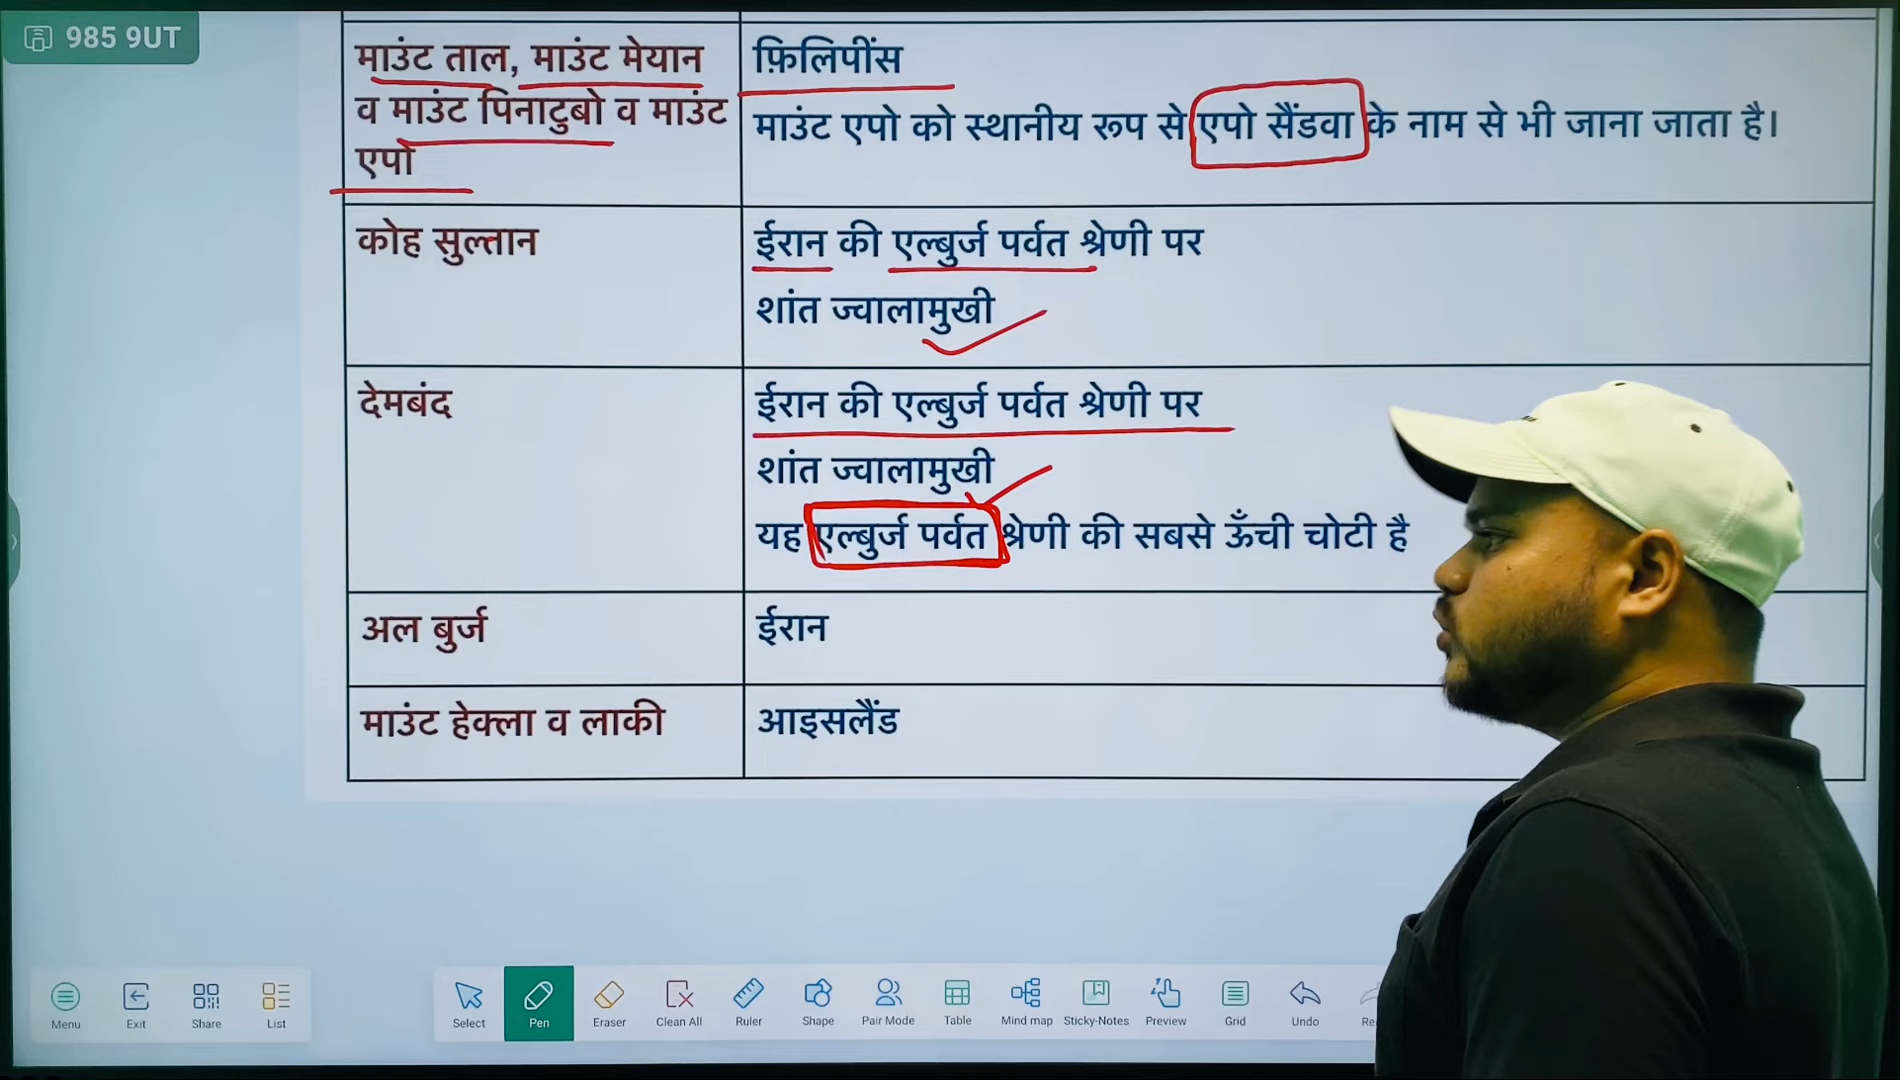 985 9UT
माउंट ताल, माउंट मेयान
व माउंट पिनाटुबो व माउंट
एपो
फ़िलिपींस
माउंट एपो को स्थानीय रूप से एपो सैंडवा के नाम से भी जाना जाता है।
कोह सुल्तान
ईरान की एल्बुर्ज पर्वत श्रेणी पर
शांत ज्वालामुखी
देमबंद
ईरान की एल्बुर्ज पर्वत श्रेणी पर
शांत ज्वालामुखी
यह एल्बुर्ज पर्वत श्रेणी की सबसे ऊँची चोटी है
अल बुर्ज
ईरान
माउंट हेक्ला व लाकी
आइसलैंड
Menu Exit Share List Select Pen Eraser Clean All Ruler Shape Pair Mode Table Mind map Sticky-Notes Preview Grid Undo